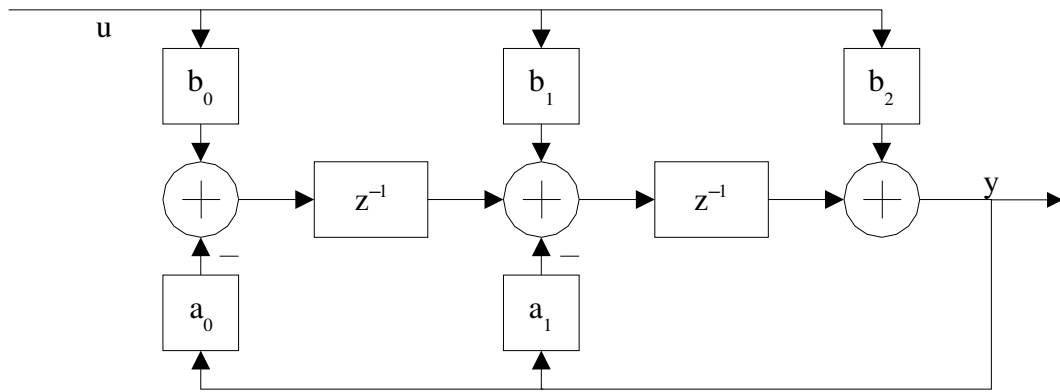 u
b₀ b₁ b₂
+ z⁻¹ + z⁻¹ + y
− −
a₀ a₁